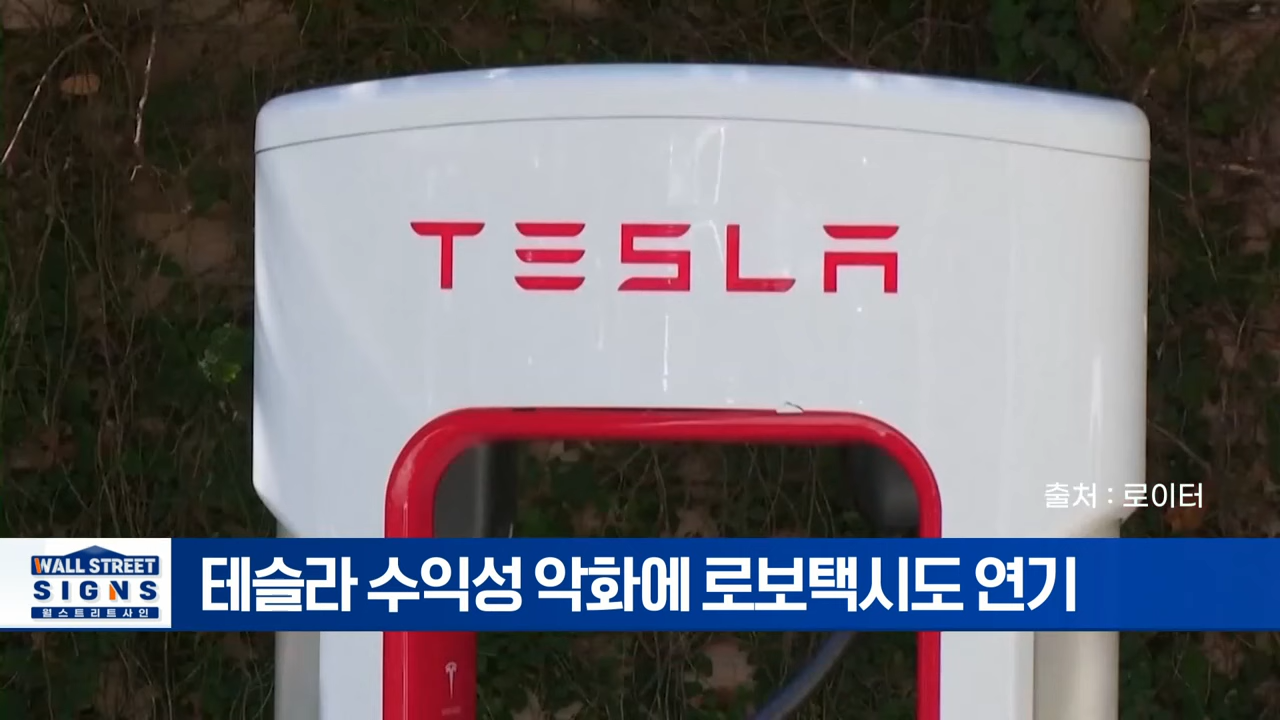 TESLA
출처 : 로이터
WALL STREET
SIGNS
월스트리트사인
테슬라 수익성 악화에 로보택시도 연기